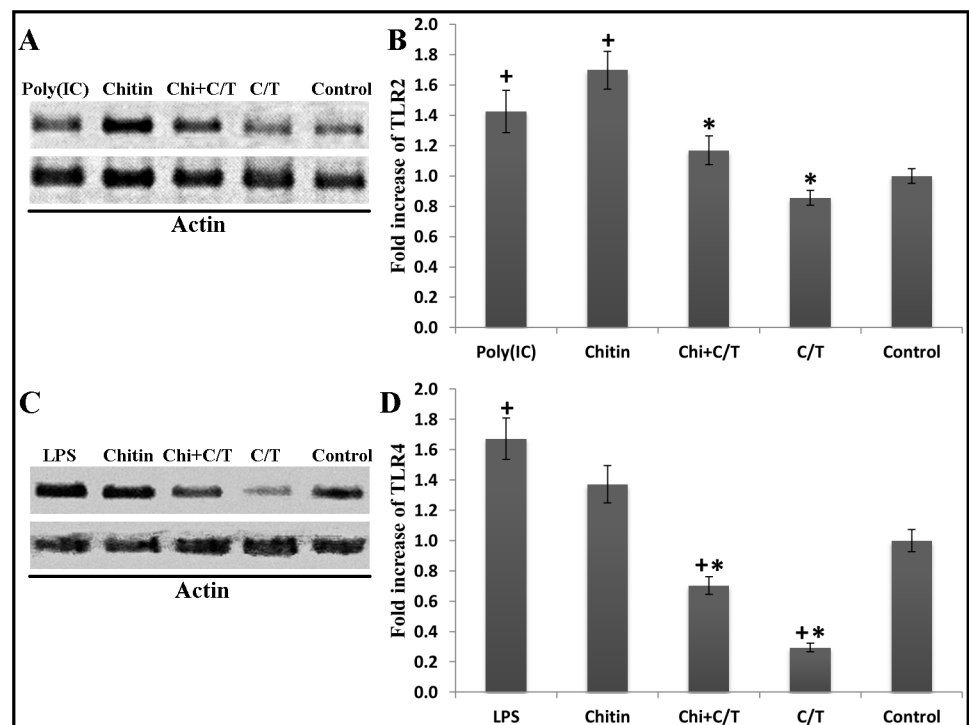 A
Poly(IC) Chitin Chi+C/T C/T Control
Actin
B
Fold increase of TLR2
2.0
1.8
1.6
1.4
1.2
1.0
0.8
0.6
0.4
0.2
0.0
+
+
*
*
Poly(IC) Chitin Chi+C/T C/T Control
C
LPS Chitin Chi+C/T C/T Control
Actin
D
Fold increase of TLR4
2.0
1.8
1.6
1.4
1.2
1.0
0.8
0.6
0.4
0.2
0.0
+
+*
+*
LPS Chitin Chi+C/T C/T Control